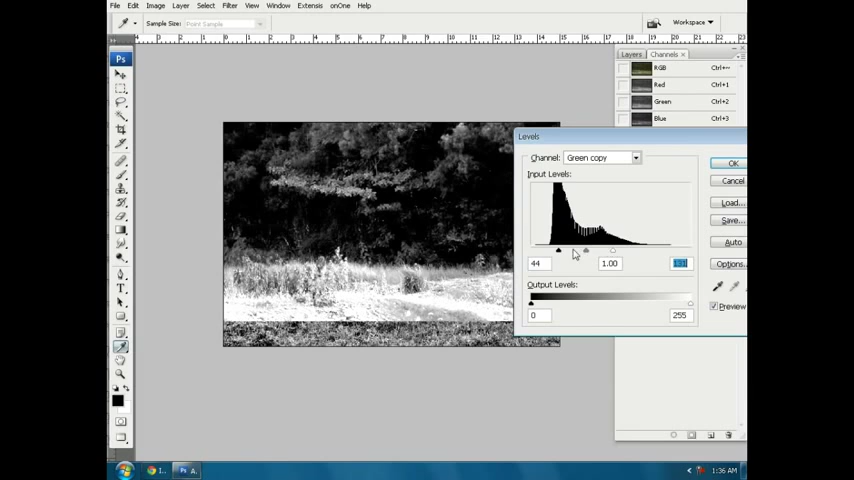 File Edit Image Layer Select Filter View Window Extensis onOne Help
Sample Size: Point Sample
Workspace
Ps
Layers Channels ×
RGB Ctrl+~
Red Ctrl+1
Green Ctrl+2
Blue Ctrl+3
Levels
Channel: Green copy
OK
Input Levels:
Cancel
Load...
Save...
Auto
44 1.00 131
Options...
Output Levels:
Preview
0 255
1:36 AM